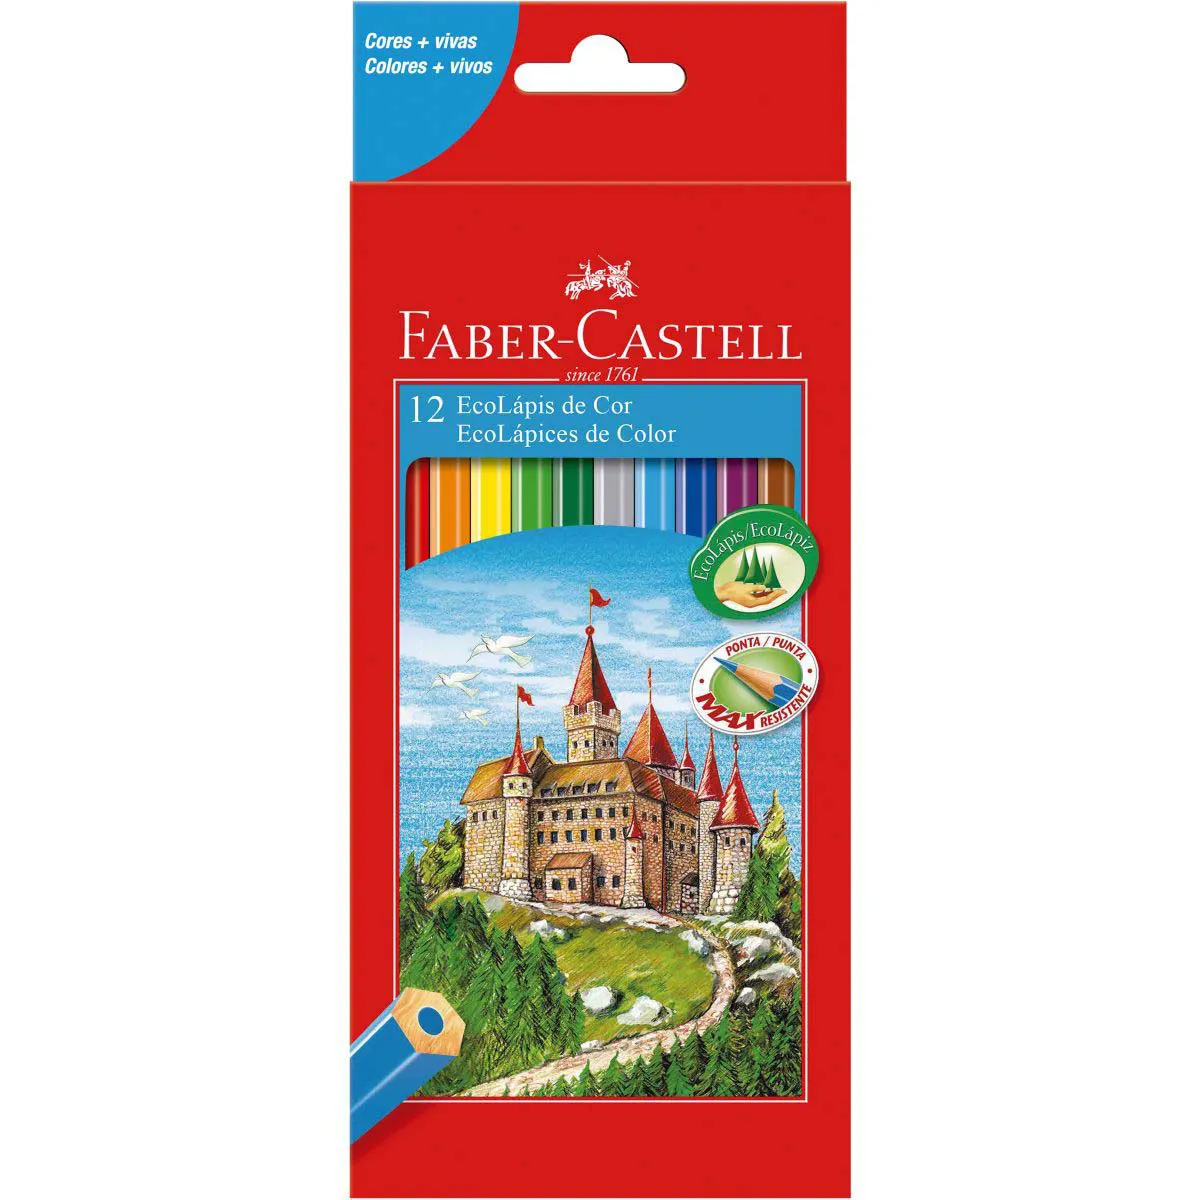 Cores + vivas
Colores + vivos
FABER-CASTELL
since 1761
12 EcoLápis de Cor
EcoLápices de Color
EcoLápis/EcoLápiz
PONTA / PUNTA
MAX RESISTENTE